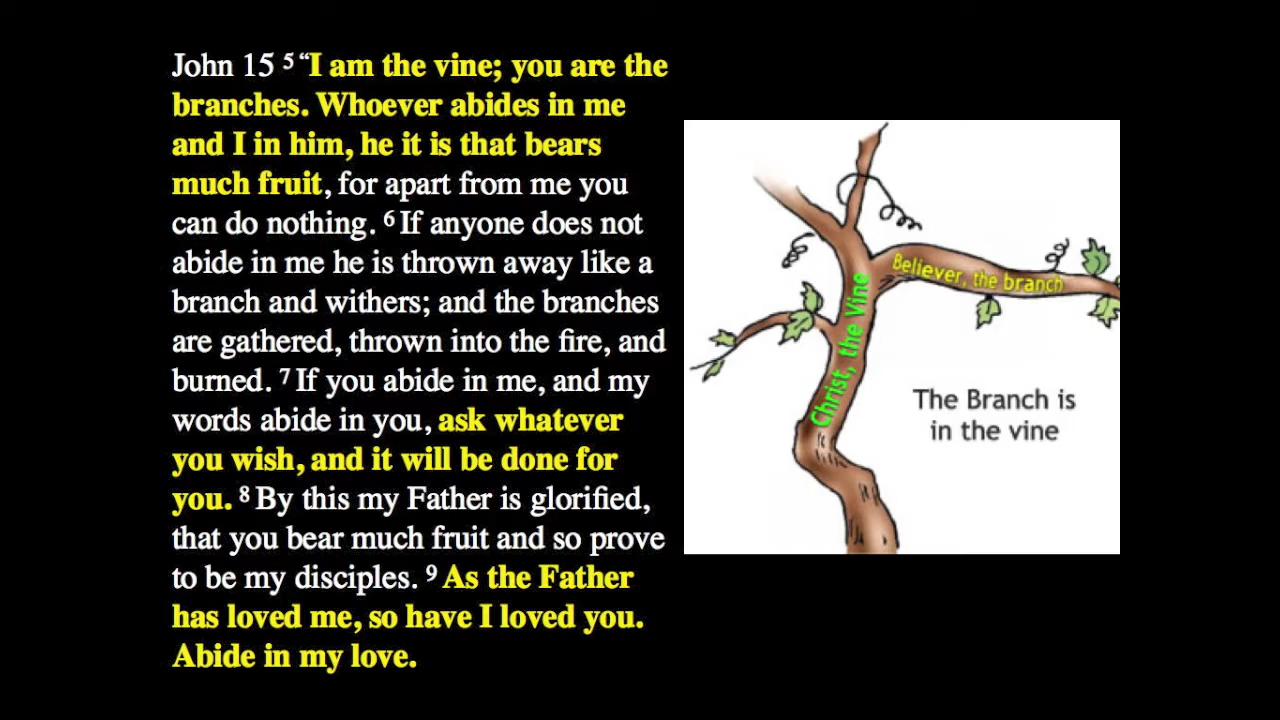 John 15 ⁵ “I am the vine; you are the
branches. Whoever abides in me
and I in him, he it is that bears
much fruit, for apart from me you
can do nothing. ⁶ If anyone does not
abide in me he is thrown away like a
branch and withers; and the branches
are gathered, thrown into the fire, and
burned. ⁷ If you abide in me, and my
words abide in you, ask whatever
you wish, and it will be done for
you. ⁸ By this my Father is glorified,
that you bear much fruit and so prove
to be my disciples. ⁹ As the Father
has loved me, so have I loved you.
Abide in my love.
Believer, the branch
Christ, the Vine
The Branch is
in the vine